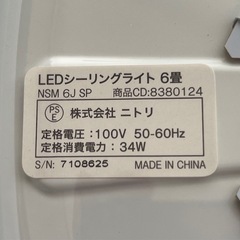 LEDシーリングライト 6畳
NSM 6J SP 商品CD:8380124
PS
E
株式会社 ニトリ
定格電圧:100V 50-60Hz
定格消費電力:34W
S/N: 7108625 MADE IN CHINA